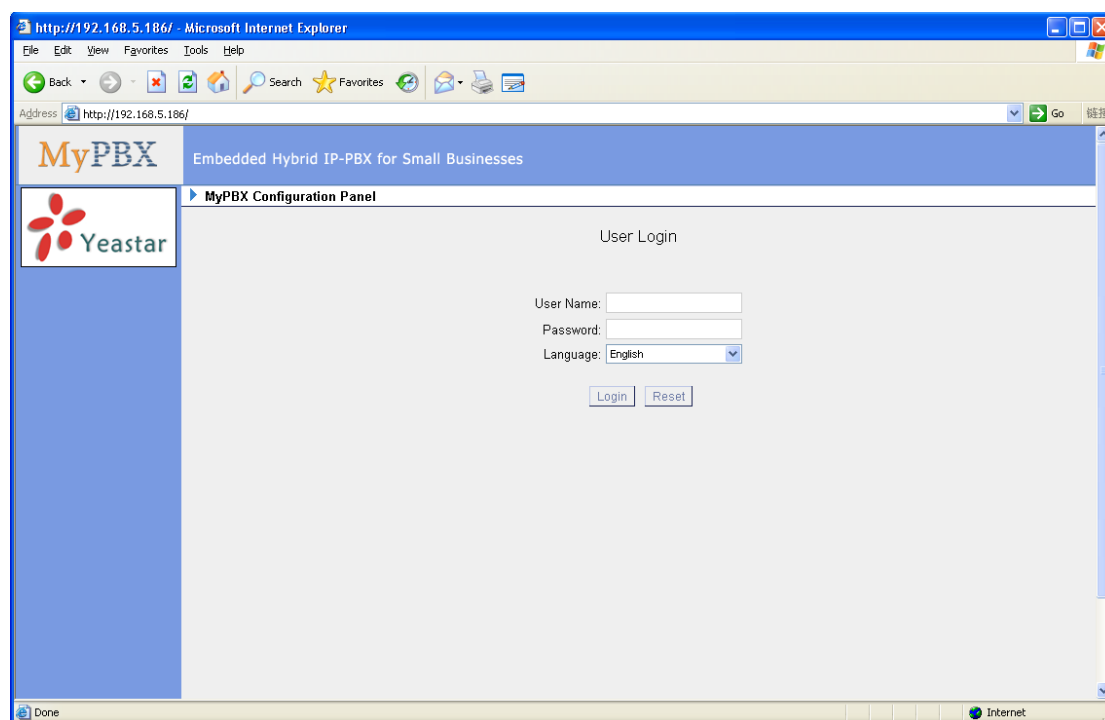 http://192.168.5.186/ - Microsoft Internet Explorer
File Edit View Favorites Tools Help
Back Search Favorites
Address http://192.168.5.186/ Go
MyPBX Embedded Hybrid IP-PBX for Small Businesses
MyPBX Configuration Panel
Yeastar
User Login
User Name:
Password:
Language: English
Login Reset
Done Internet